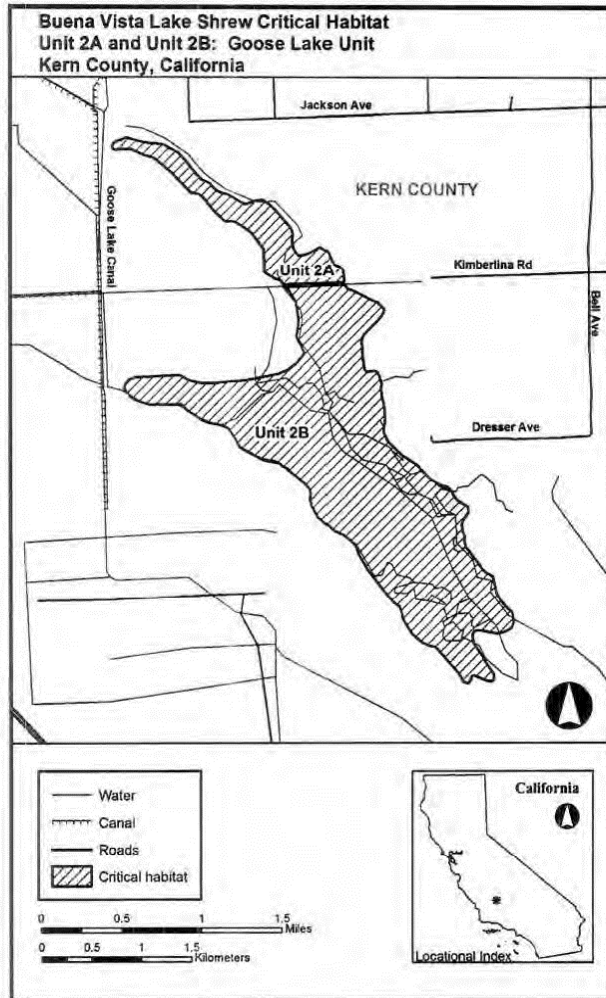 Buena Vista Lake Shrew Critical Habitat
Unit 2A and Unit 2B: Goose Lake Unit
Kern County, California
Jackson Ave
KERN COUNTY
Goose Lake Canal
Unit 2A
Kimberlina Rd
Bell Ave
Unit 2B
Dresser Ave
Water
Canal
Roads
Critical habitat
0 0.5 1 1.5
Miles
0 0.5 1 1.5
Kilometers
California
Locational Index